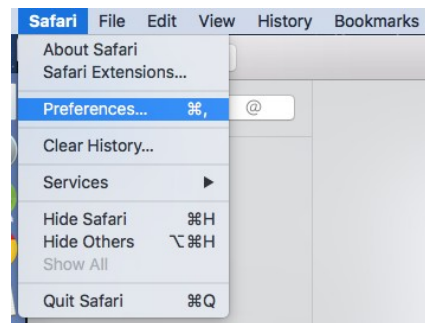 Safari File Edit View History Bookmarks
About Safari
Safari Extensions...
Preferences... ⌘,
@
Clear History...
Services ▶
Hide Safari ⌘H
Hide Others ⌥⌘H
Show All
Quit Safari ⌘Q